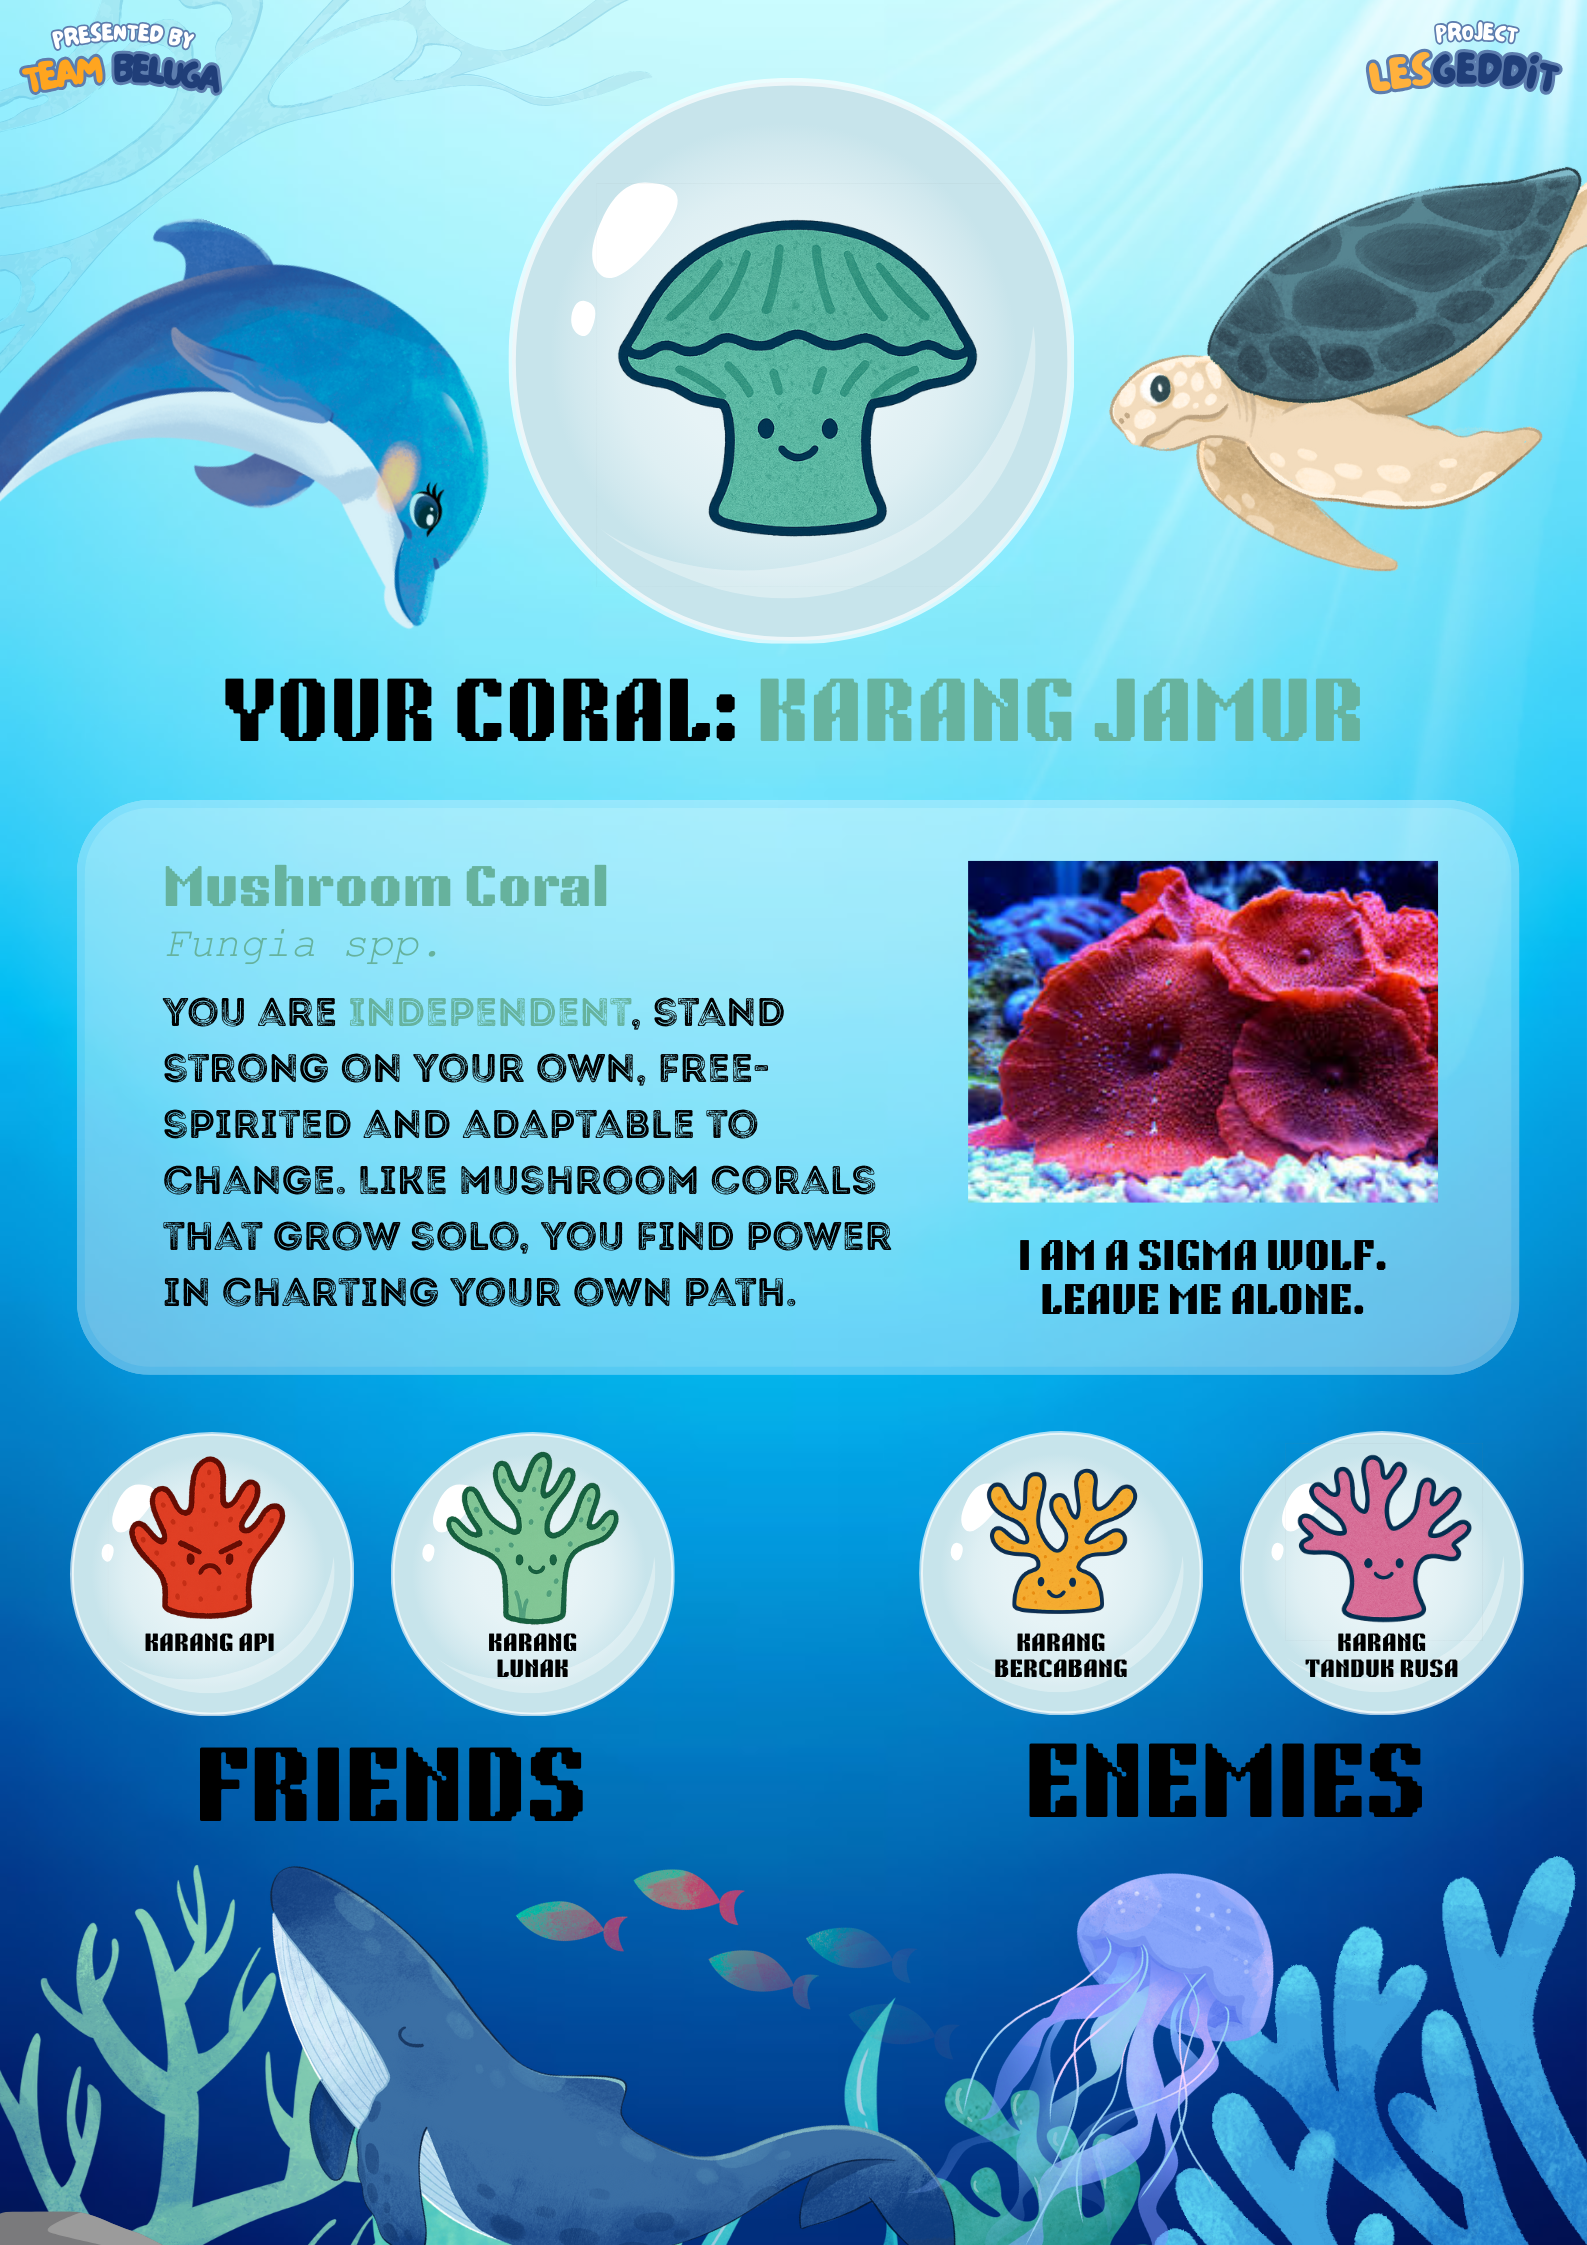 PRESENTED BY
TEAM BELUGA
PROJECT
LESGEDDiT
YOUR CORAL: KARANG JAMUR
Mushroom Coral
Fungia spp.
YOU ARE INDEPENDENT, STAND
STRONG ON YOUR OWN, FREE-
SPIRITED AND ADAPTABLE TO
CHANGE. LIKE MUSHROOM CORALS
THAT GROW SOLO, YOU FIND POWER
IN CHARTING YOUR OWN PATH.
I AM A SIGMA WOLF.
LEAVE ME ALONE.
KARANG API
KARANG
LUNAK
FRIENDS
KARANG
BERCABANG
KARANG
TANDUK RUSA
ENEMIES